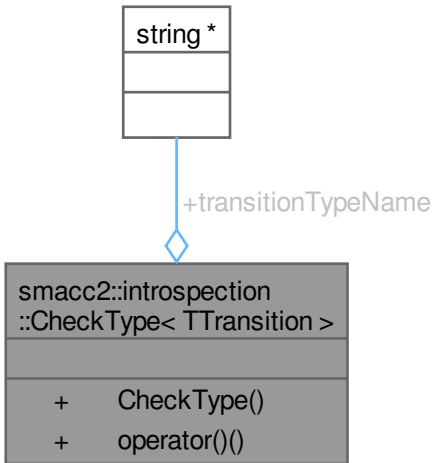 string *
+transitionTypeName
smacc2::introspection
::CheckType< TTransition >
+ CheckType()
+ operator()()